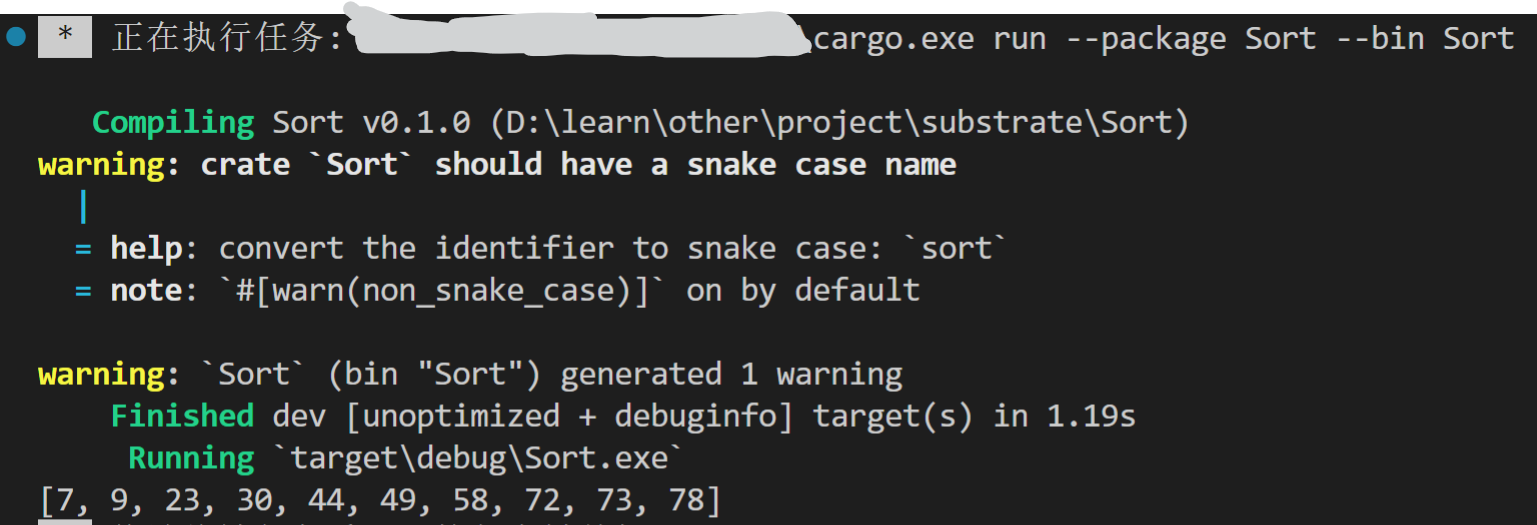 * 正在执行任务: \cargo.exe run --package Sort --bin Sort
Compiling Sort v0.1.0 (D:\learn\other\project\substrate\Sort)
warning: crate `Sort` should have a snake case name
|
= help: convert the identifier to snake case: `sort`
= note: `#[warn(non_snake_case)]` on by default
warning: `Sort` (bin "Sort") generated 1 warning
Finished dev [unoptimized + debuginfo] target(s) in 1.19s
Running `target\debug\Sort.exe`
[7, 9, 23, 30, 44, 49, 58, 72, 73, 78]